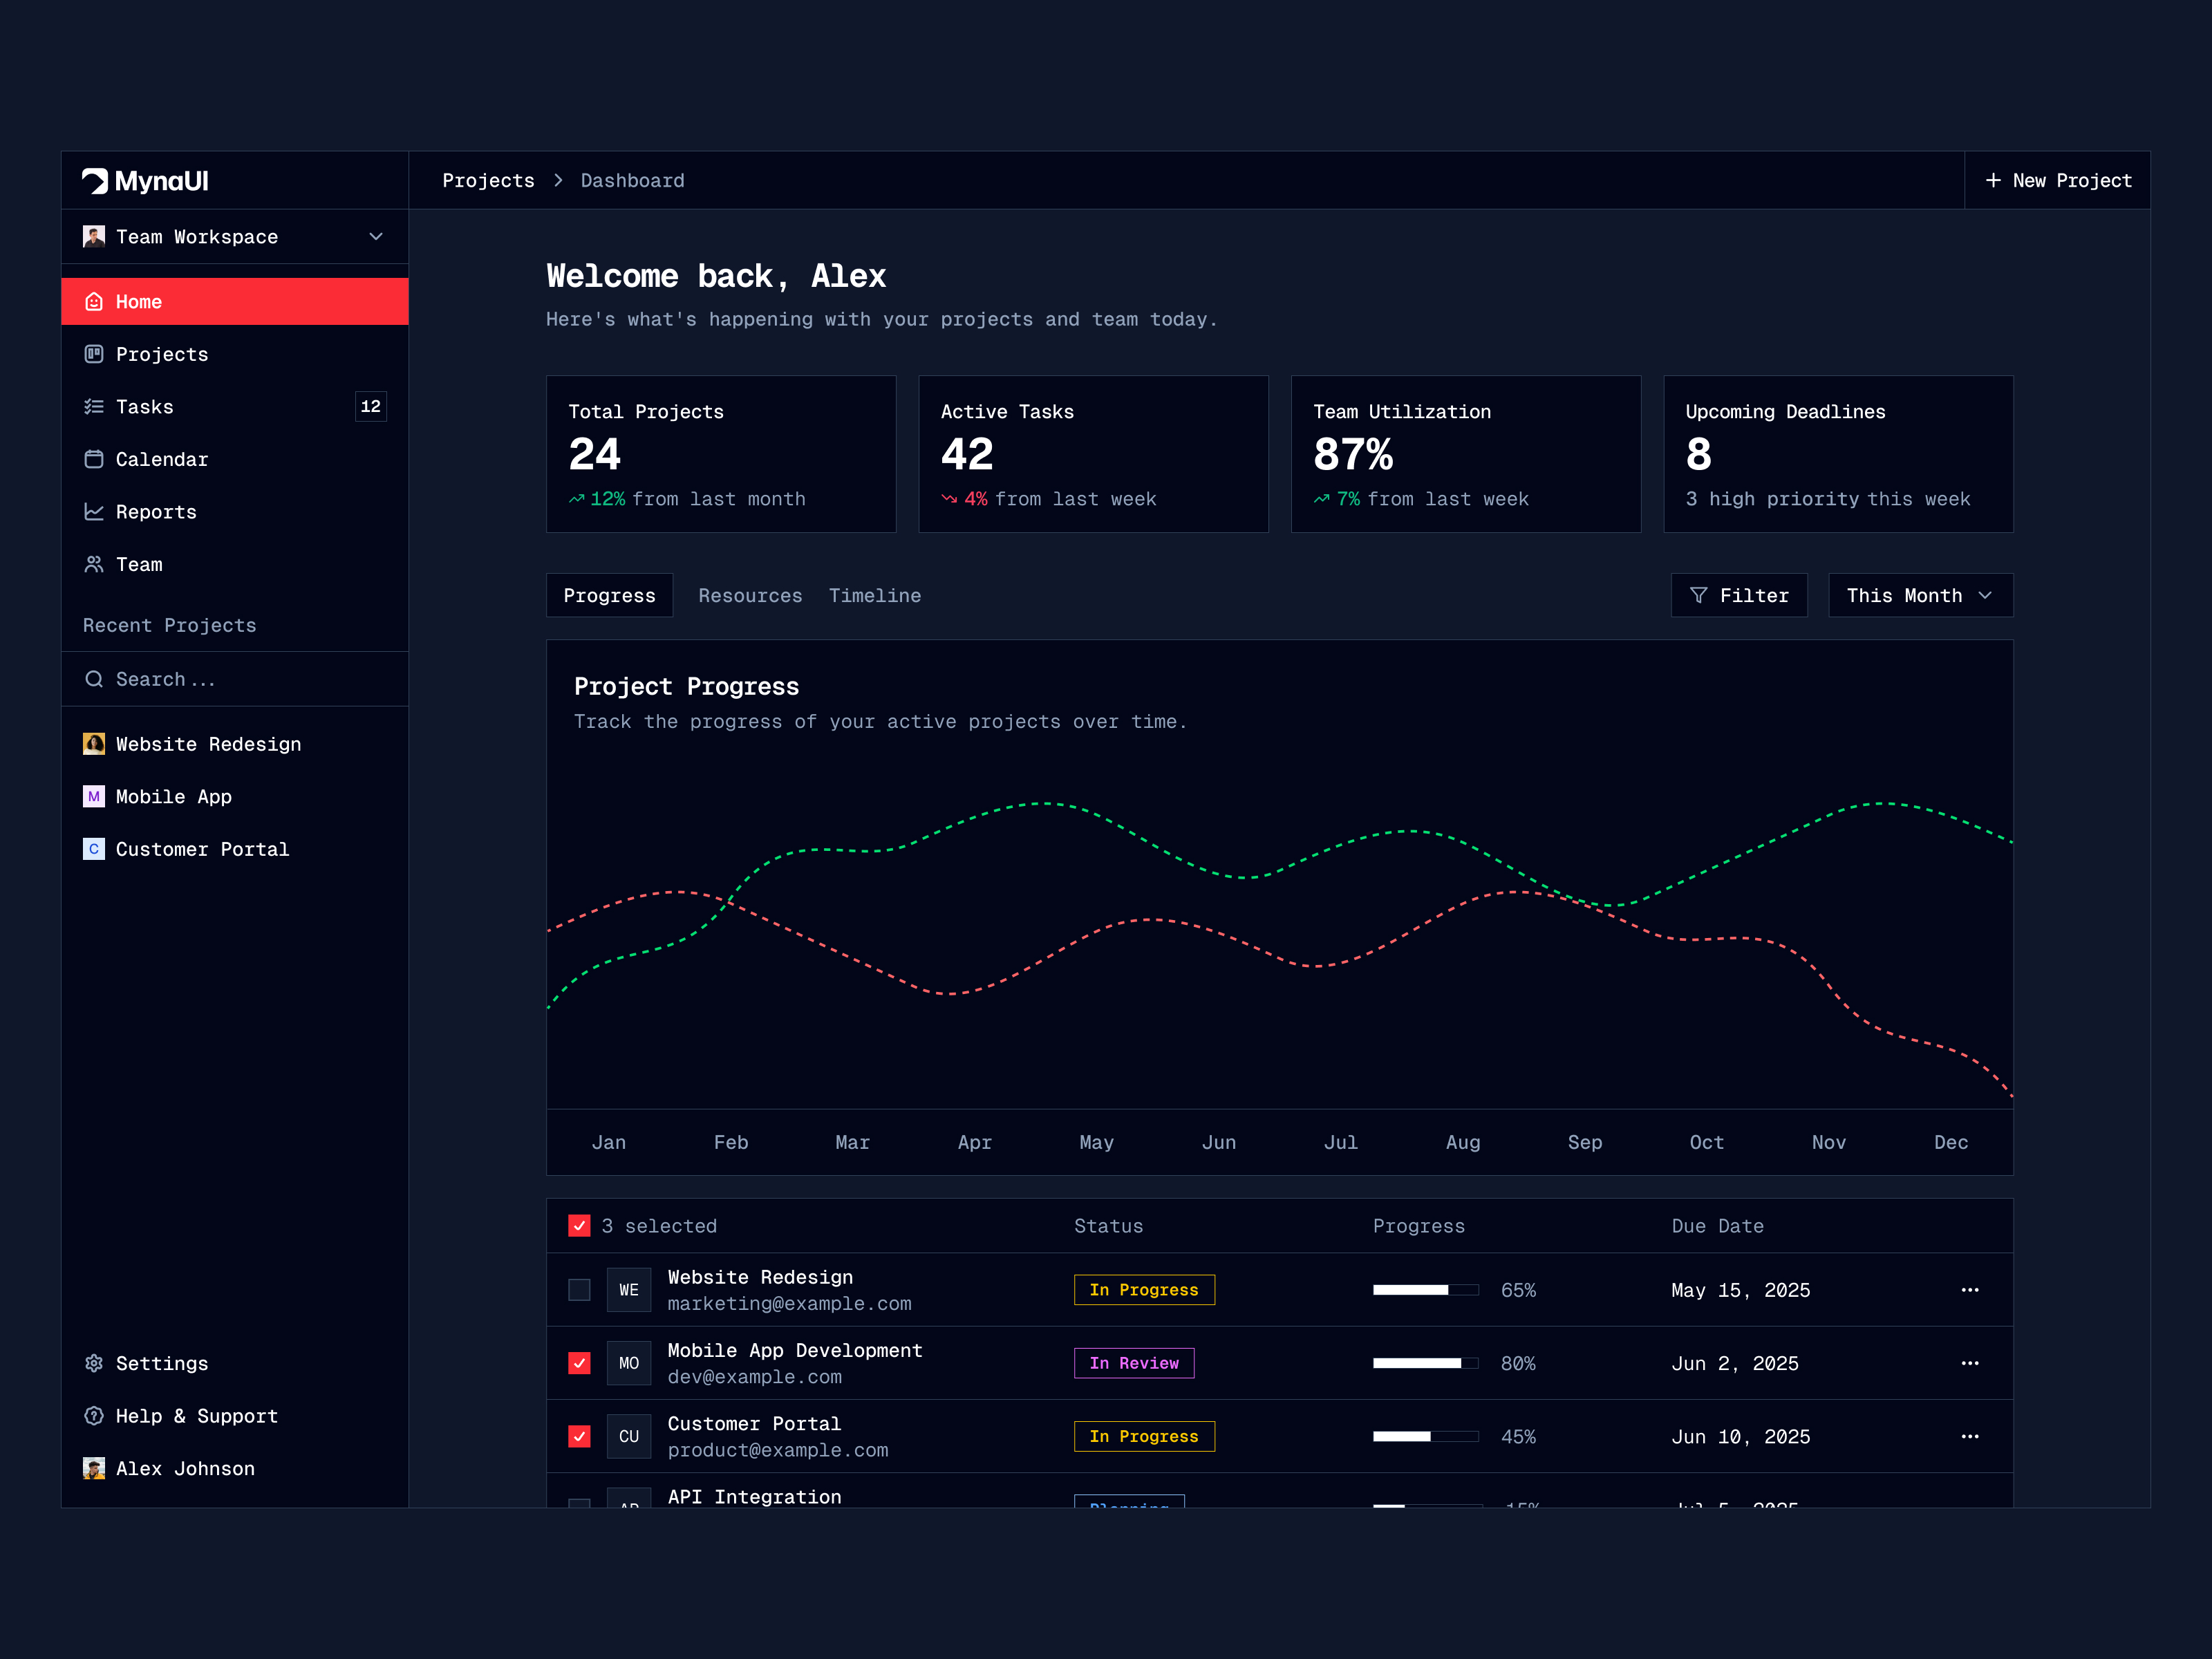 MynaUI
Projects > Dashboard
+ New Project
Team Workspace
Home
Projects
Tasks 12
Calendar
Reports
Team
Recent Projects
Search...
M
Website Redesign
Mobile App
C
Customer Portal
Settings
Help & Support
Alex Johnson
Welcome back, Alex
Here's what's happening with your projects and team today.
Total Projects
24
12% from last month
Active Tasks
42
4% from last week
Team Utilization
87%
7% from last week
Upcoming Deadlines
8
3 high priority this week
Progress Resources Timeline
Filter
This Month
Project Progress
Track the progress of your active projects over time.
Jan Feb Mar Apr May Jun Jul Aug Sep Oct Nov Dec
3 selected Status Progress Due Date
WE
Website Redesign
marketing@example.com
In Progress 65% May 15, 2025 ...
MO
Mobile App Development
dev@example.com
In Review 80% Jun 2, 2025 ...
CU
Customer Portal
product@example.com
In Progress 45% Jun 10, 2025 ...
API Integration
Planning